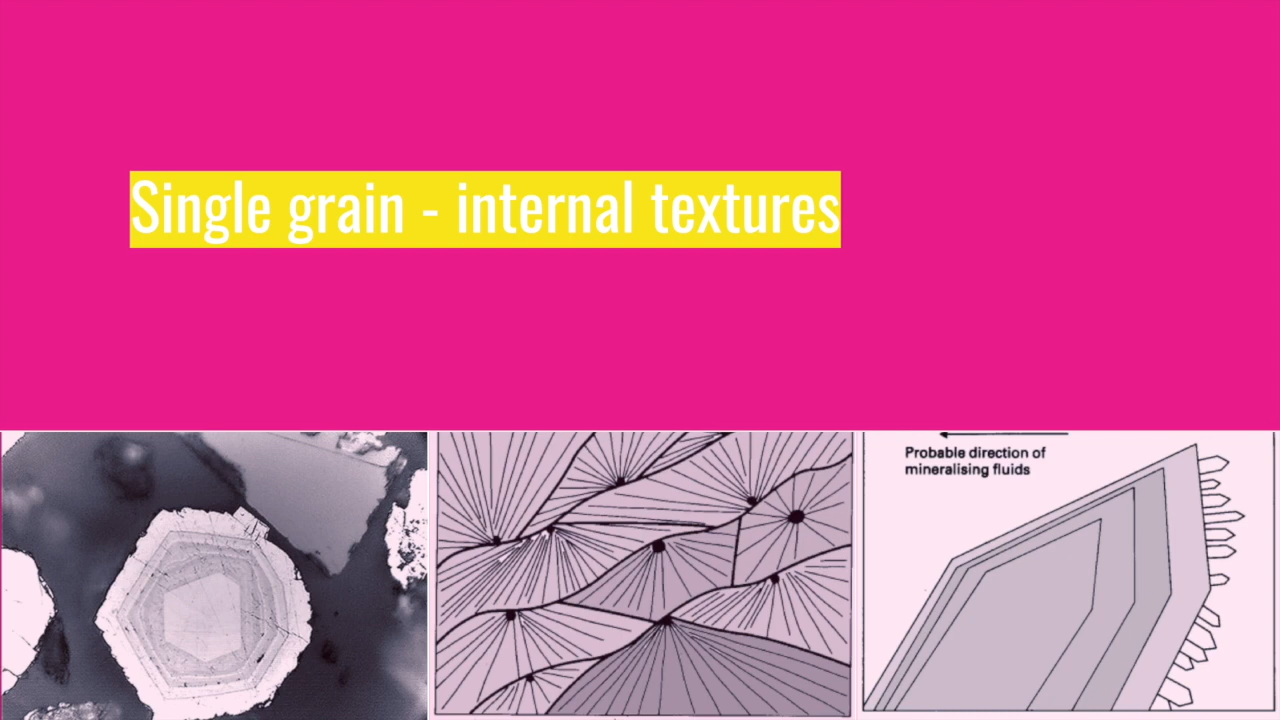 Single grain - internal textures
Probable direction of
mineralising fluids